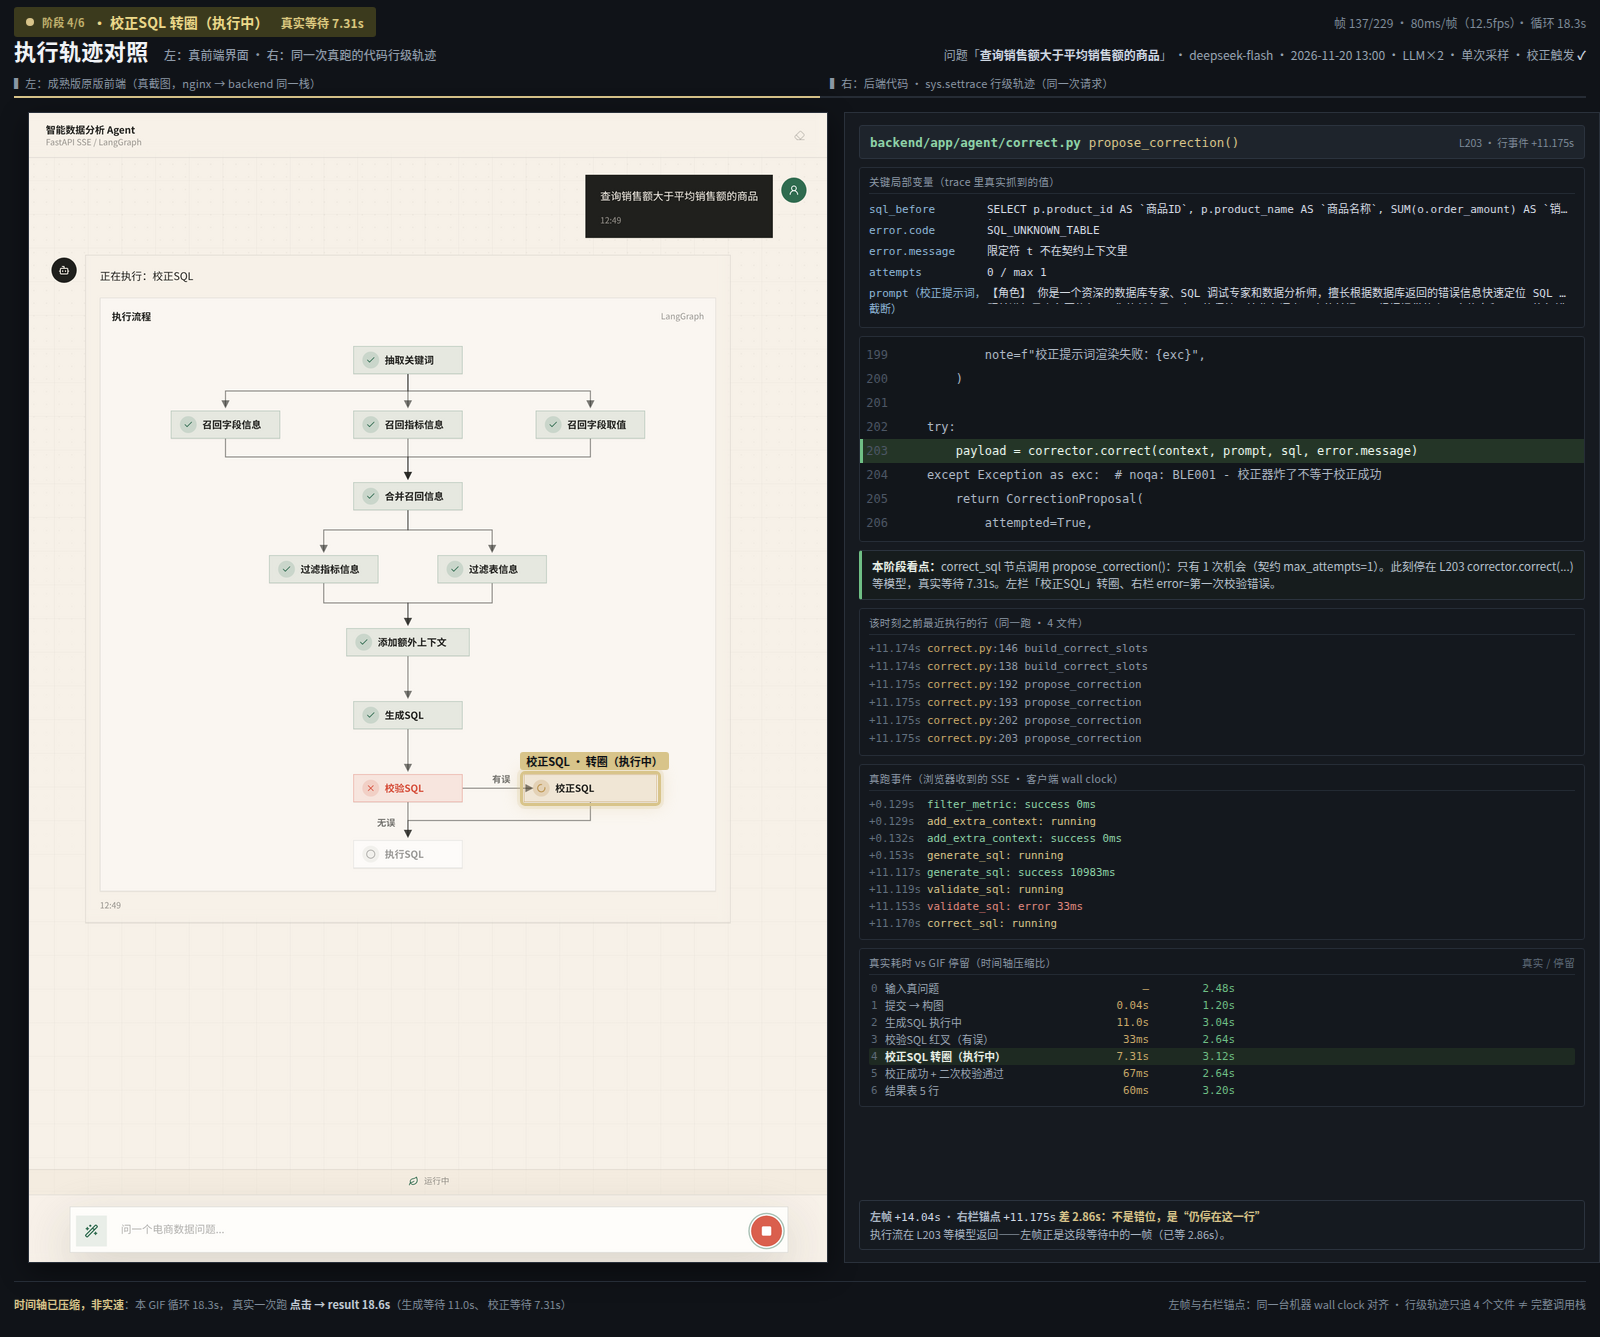 阶段 4/6 • 校正SQL 转圈（执行中） 真实等待 7.31s
帧 137/229 · 80ms/帧（12.5fps）· 循环 18.3s
执行轨迹对照 左：真前端界面 · 右：同一次真跑的代码行级轨迹
问题「查询销售额大于平均销售额的商品」 · deepseek-flash · 2026-11-20 13:00 · LLM×2 · 单次采样 · 校正触发✓
左：成熟版原版前端（真截图，nginx → backend 同一栈）
右：后端代码 · sys.settrace 行级轨迹（同一次请求）
智能数据分析 Agent
FastAPI SSE / LangGraph
查询销售额大于平均销售额的商品
12:49
正在执行：校正SQL
执行流程
LangGraph
抽取关键词
召回字段信息
召回指标信息
召回字段取值
合并召回信息
过滤指标信息
过滤表信息
添加额外上下文
生成SQL
校正SQL · 转圈（执行中）
校验SQL
有误
校正SQL
无误
执行SQL
12:49
运行中
问一个电商数据问题...
backend/app/agent/correct.py propose_correction()
L203 · 行事件 +11.175s
关键局部变量（trace 里真实抓到的值）
sql_before SELECT p.product_id AS `商品ID`, p.product_name AS `商品名称`, SUM(o.order_amount) AS `销…
error.code SQL_UNKNOWN_TABLE
error.message 限定符 t 不在契约上下文里
attempts 0 / max 1
prompt（校正提示词，截断） 【角色】 你是一个资深的数据库专家、SQL 调试专家和数据分析师，擅长根据数据库返回的错误信息快速定位 SQL …
199 note=f"校正提示词渲染失败：{exc}",
200 )
201
202 try:
203 payload = corrector.correct(context, prompt, sql, error.message)
204 except Exception as exc:  # noqa: BLE001 - 校正器炸了不等于校正成功
205 return CorrectionProposal(
206 attempted=True,
本阶段看点：correct_sql 节点调用 propose_correction()：只有 1 次机会（契约 max_attempts=1）。此刻停在 L203 corrector.correct(...)
等模型，真实等待 7.31s。左栏「校正SQL」转圈、右栏 error=第一次校验错误。
该时刻之前最近执行的行（同一跑 · 4 文件）
+11.174s correct.py:146 build_correct_slots
+11.174s correct.py:138 build_correct_slots
+11.175s correct.py:192 propose_correction
+11.175s correct.py:193 propose_correction
+11.175s correct.py:202 propose_correction
+11.175s correct.py:203 propose_correction
真跑事件（浏览器收到的 SSE · 客户端 wall clock）
+0.129s filter_metric: success 0ms
+0.129s add_extra_context: running
+0.132s add_extra_context: success 0ms
+0.153s generate_sql: running
+11.117s generate_sql: success 10983ms
+11.119s validate_sql: running
+11.153s validate_sql: error 33ms
+11.170s correct_sql: running
真实耗时 vs GIF 停留（时间轴压缩比）
真实 / 停留
0 输入真问题 — 2.48s
1 提交 → 构图 0.04s 1.20s
2 生成SQL 执行中 11.0s 3.04s
3 校验SQL 红叉（有误） 33ms 2.64s
4 校正SQL 转圈（执行中） 7.31s 3.12s
5 校正成功 + 二次校验通过 67ms 2.64s
6 结果表 5 行 60ms 3.20s
左帧 +14.04s · 右栏锚点 +11.175s 差 2.86s：不是错位，是“仍停在这一行”
执行流在 L203 等模型返回——左帧正是这段等待中的一帧（已等 2.86s）。
时间轴已压缩，非实速：本 GIF 循环 18.3s， 真实一次跑 点击 → result 18.6s（生成等待 11.0s、 校正等待 7.31s）
左帧与右栏锚点：同一台机器 wall clock 对齐 · 行级轨迹只追 4 个文件 ≠ 完整调用栈